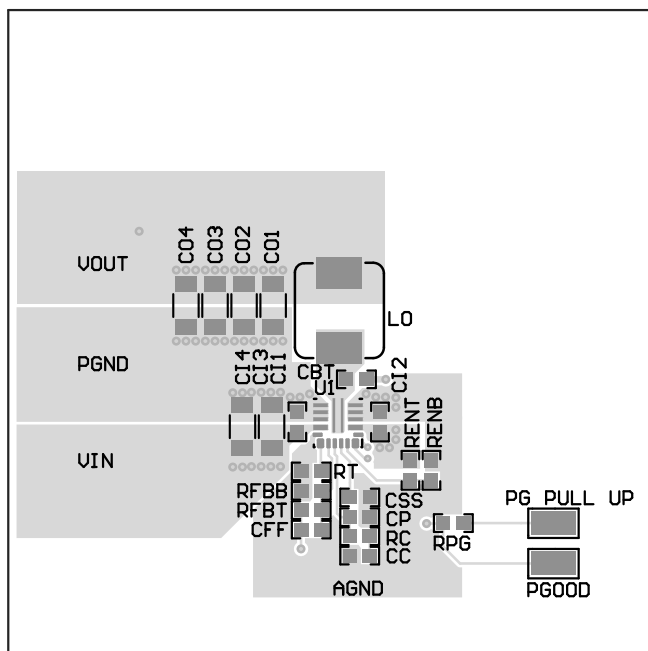 CO4
CO3
CO2
CO1
VOUT
LO
PGND
CI4
CI3
CI1
CBT
U1
CI2
RENT
RENB
VIN
RT
RFBB
RFBT
CFF
CSS
CP
RC
CC
PG PULL UP
RPG
PGOOD
AGND